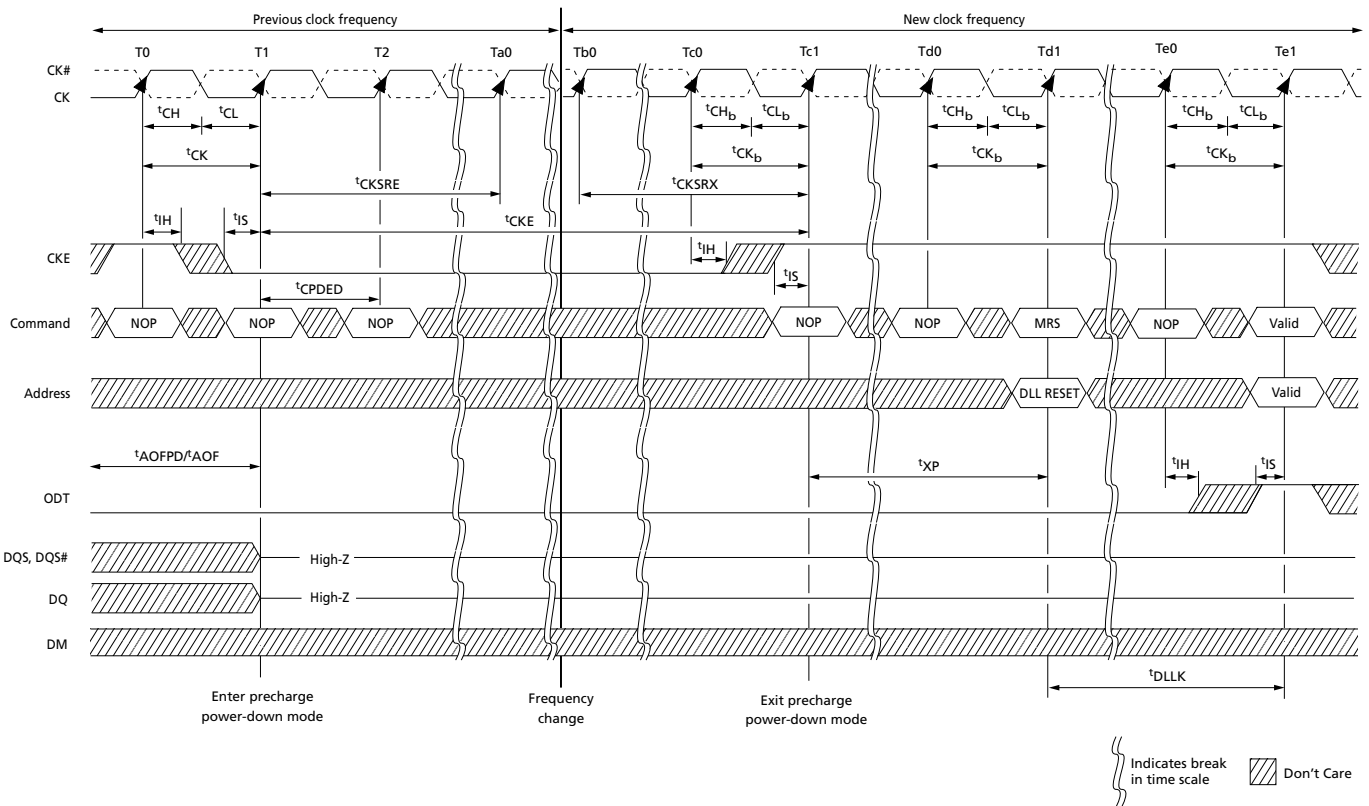 Previous clock frequency
New clock frequency
T0 T1 T2 Ta0 Tb0 Tc0 Tc1 Td0 Td1 Te0 Te1
CK#
CK
tCH tCL tCHb tCLb tCHb tCLb tCHb tCLb
tCK tCKb tCKb tCKb
tCKSRE tCKSRX
tIH tIS tCKE
CKE
tIH
tIS
tCPDED
Command NOP NOP NOP NOP NOP MRS NOP Valid
Address DLL RESET Valid
tAOFPD/tAOF tXP tIH tIS
ODT
DQS, DQS# High-Z
DQ High-Z
DM
tDLLK
Enter precharge
power-down mode
Frequency
change
Exit precharge
power-down mode
Indicates break
in time scale
Don't Care